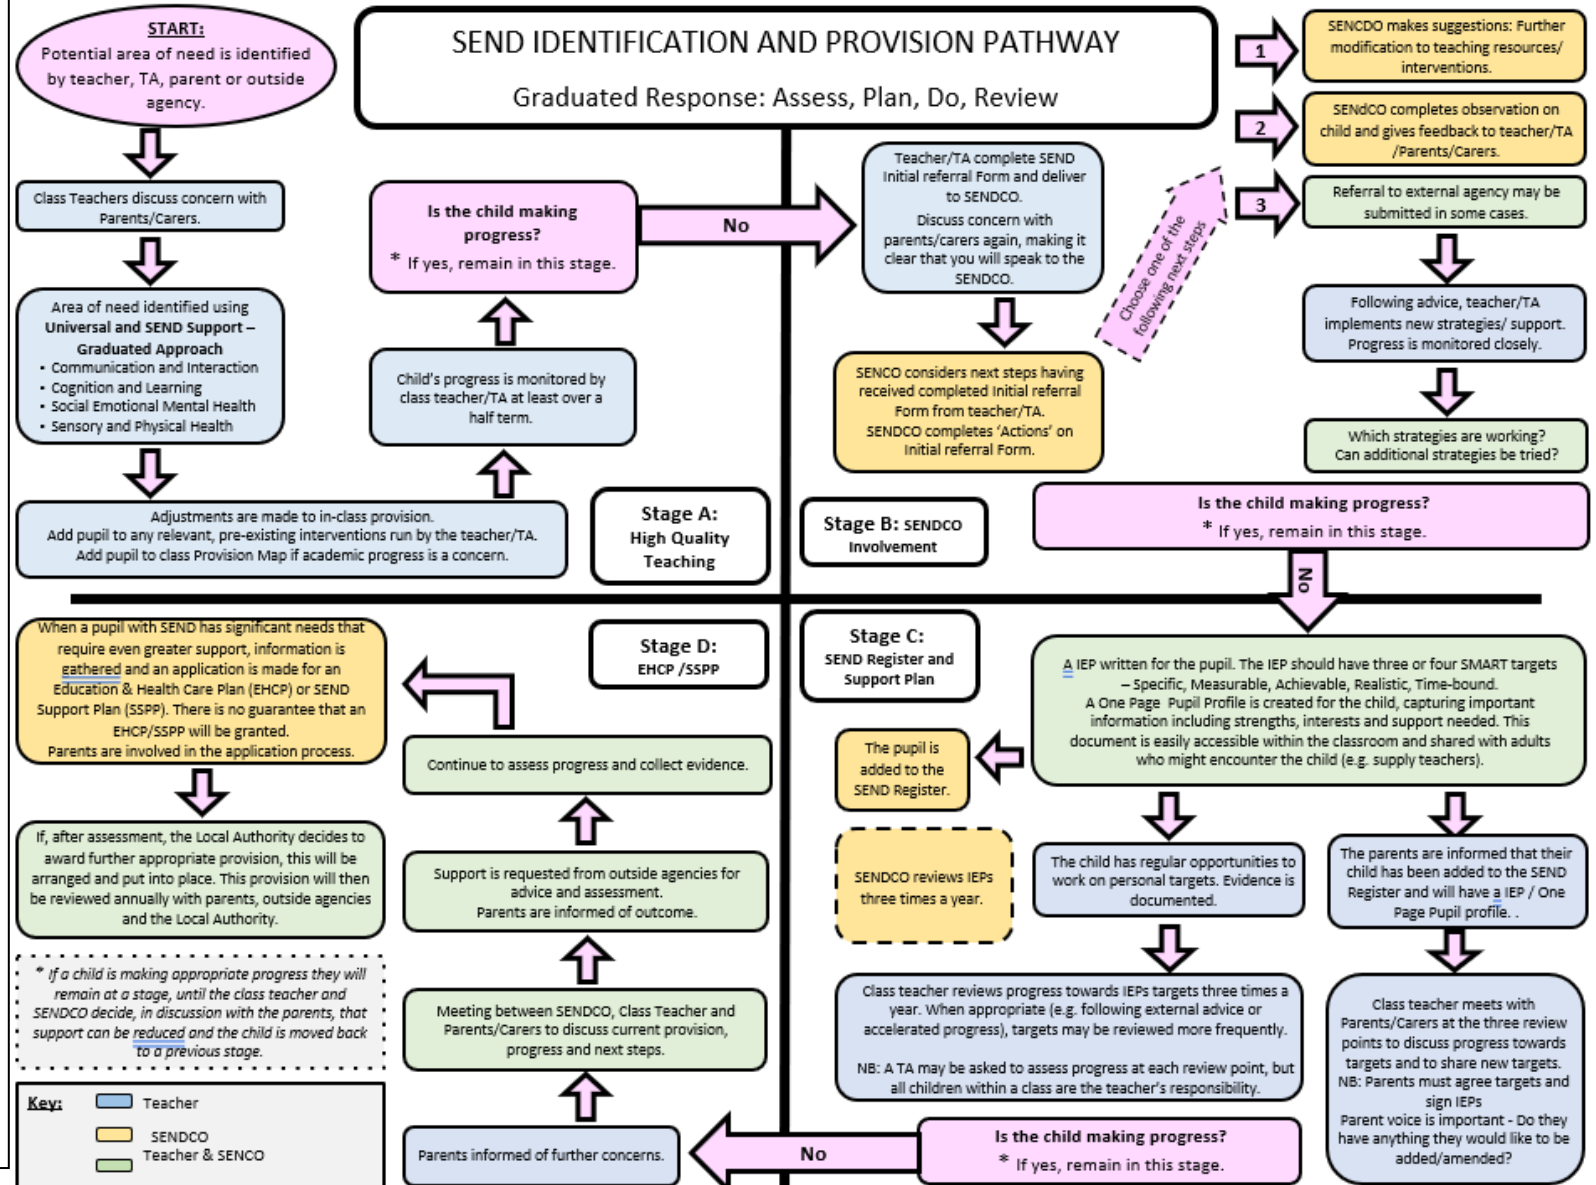 START:
Potential area of need is identified
by teacher, TA, parent or outside
agency.
SEND IDENTIFICATION AND PROVISION PATHWAY
Graduated Response: Assess, Plan, Do, Review
Class Teachers discuss concern with
Parents/Carers.
Area of need identified using
Universal and SEND Support –
Graduated Approach
• Communication and Interaction
• Cognition and Learning
• Social Emotional Mental Health
• Sensory and Physical Health
Adjustments are made to in-class provision.
Add pupil to any relevant, pre-existing interventions run by the teacher/TA.
Add pupil to class Provision Map if academic progress is a concern.
Child's progress is monitored by
class teacher/TA at least over a
half term.
Is the child making
progress?
* If yes, remain in this stage.
No
Stage A:
High Quality
Teaching
Teacher/TA complete SEND
Initial referral Form and deliver
to SENDCO.
Discuss concern with
parents/carers again, making it
clear that you will speak to the
SENDCO.
SENCO considers next steps having
received completed Initial referral
Form from teacher/TA.
SENDCO completes 'Actions' on
Initial referral Form.
Choose one of the
following next steps
1
SENCDO makes suggestions: Further
modification to teaching resources/
interventions.
2
SENdCO completes observation on
child and gives feedback to teacher/TA
/Parents/Carers.
3
Referral to external agency may be
submitted in some cases.
Following advice, teacher/TA
implements new strategies/ support.
Progress is monitored closely.
Which strategies are working?
Can additional strategies be tried?
Stage B: SENDCO
Involvement
Is the child making progress?
* If yes, remain in this stage.
No
Stage C:
SEND Register and
Support Plan
A IEP written for the pupil. The IEP should have three or four SMART targets
– Specific, Measurable, Achievable, Realistic, Time-bound.
A One Page Pupil Profile is created for the child, capturing important
information including strengths, interests and support needed. This
document is easily accessible within the classroom and shared with adults
who might encounter the child (e.g. supply teachers).
The pupil is
added to the
SEND Register.
SENDCO reviews IEPs
three times a year.
The child has regular opportunities to
work on personal targets. Evidence is
documented.
The parents are informed that their
child has been added to the SEND
Register and will have a IEP / One
Page Pupil profile. .
Class teacher reviews progress towards IEPs targets three times a
year. When appropriate (e.g. following external advice or
accelerated progress), targets may be reviewed more frequently.
NB: A TA may be asked to assess progress at each review point, but
all children within a class are the teacher's responsibility.
Class teacher meets with
Parents/Carers at the three review
points to discuss progress towards
targets and to share new targets.
NB: Parents must agree targets and
sign IEPs
Parent voice is important - Do they
have anything they would like to be
added/amended?
Is the child making progress?
* If yes, remain in this stage.
No
Stage D:
EHCP /SSPP
Parents informed of further concerns.
Meeting between SENDCO, Class Teacher and
Parents/Carers to discuss current provision,
progress and next steps.
Support is requested from outside agencies for
advice and assessment.
Parents are informed of outcome.
Continue to assess progress and collect evidence.
When a pupil with SEND has significant needs that
require even greater support, information is
gathered and an application is made for an
Education & Health Care Plan (EHCP) or SEND
Support Plan (SSPP). There is no guarantee that an
EHCP/SSPP will be granted.
Parents are involved in the application process.
If, after assessment, the Local Authority decides to
award further appropriate provision, this will be
arranged and put into place. This provision will then
be reviewed annually with parents, outside agencies
and the Local Authority.
* If a child is making appropriate progress they will
remain at a stage, until the class teacher and
SENDCO decide, in discussion with the parents, that
support can be reduced and the child is moved back
to a previous stage.
Key:
Teacher
SENDCO
Teacher & SENCO